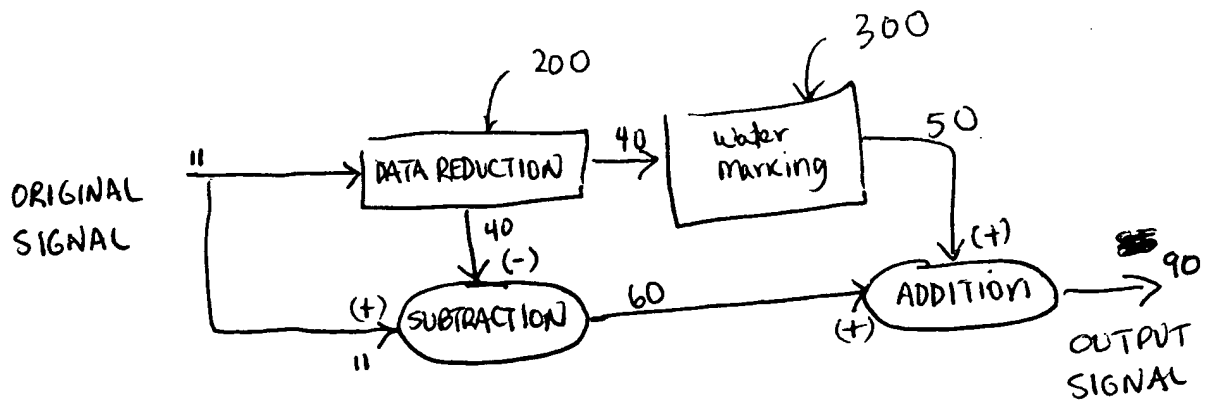 300
200
50
11
40
Water
marking
DATA REDUCTION
ORIGINAL
SIGNAL
40
(-)
(+)
90
60
ADDITION
(+)
SUBTRACTION
(+)
11
OUTPUT
SIGNAL